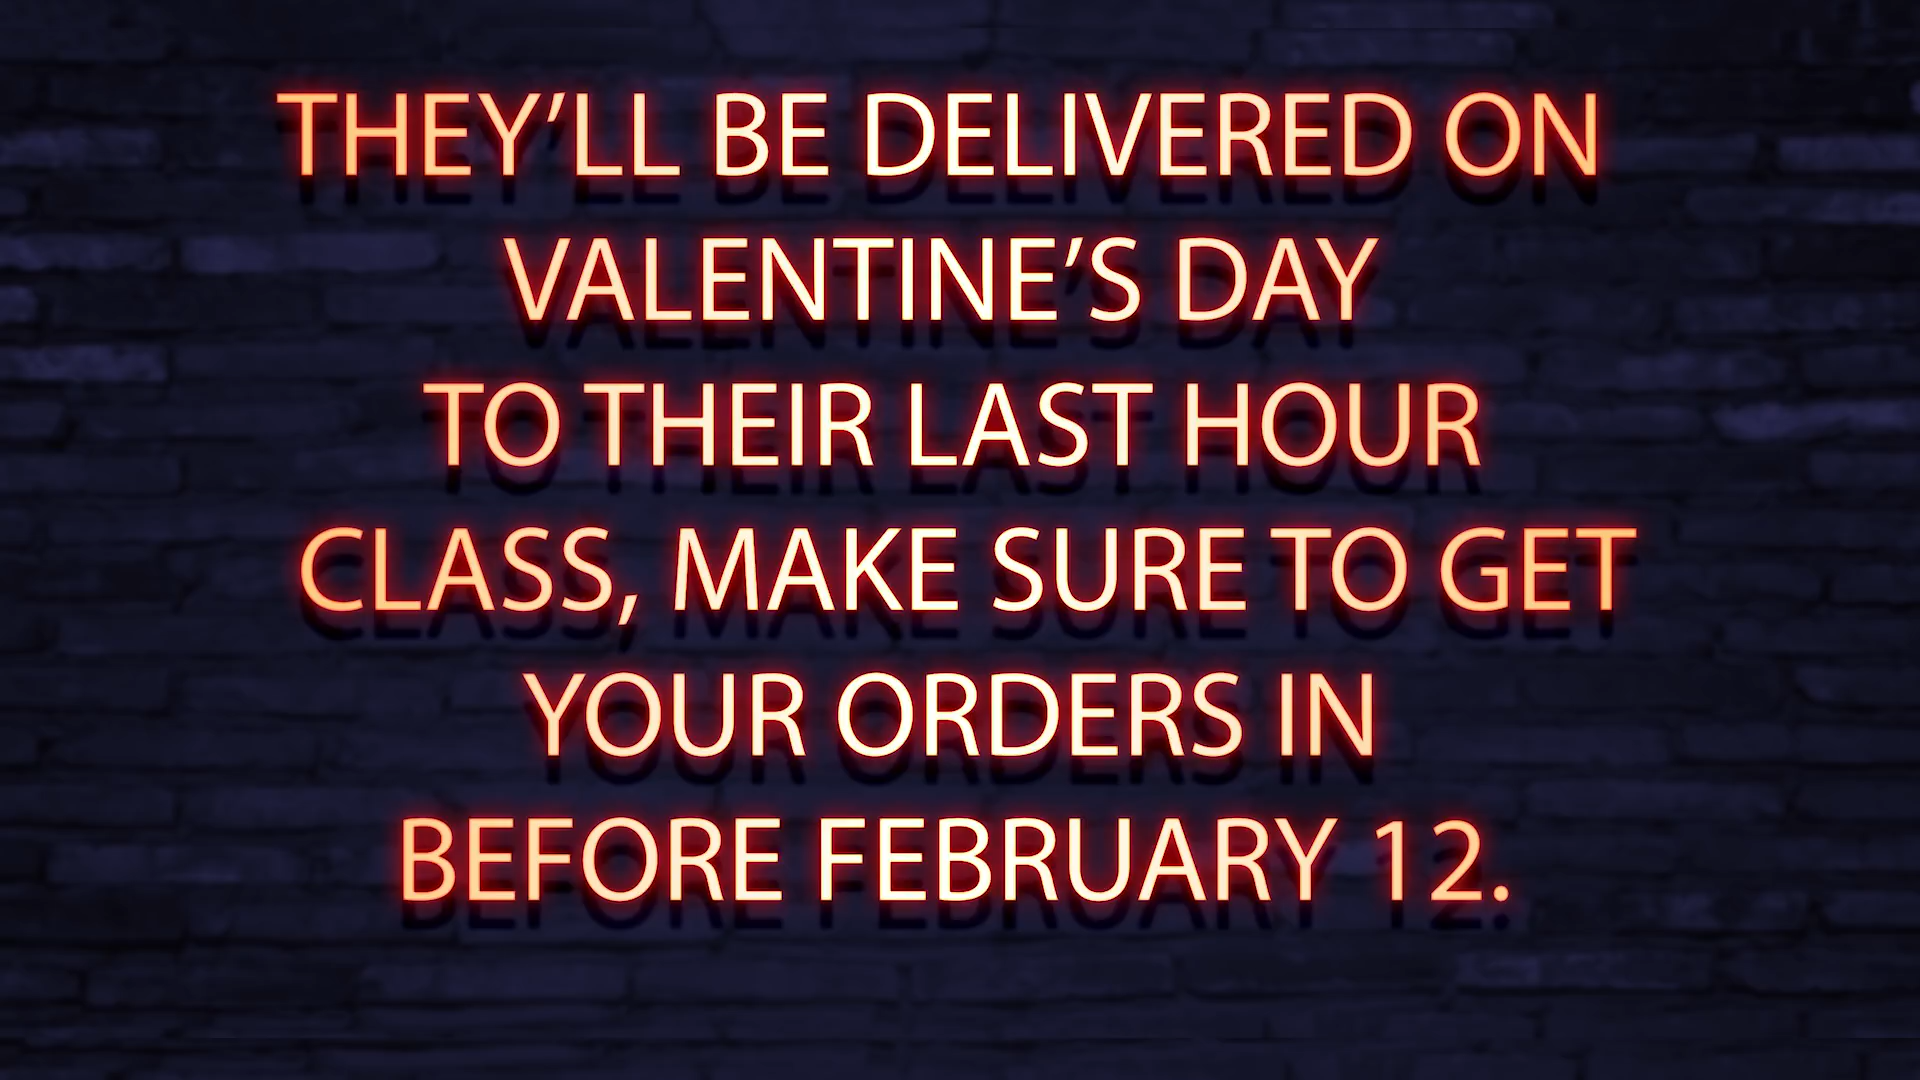 THEY’LL BE DELIVERED ON
VALENTINE’S DAY
TO THEIR LAST HOUR
CLASS, MAKE SURE TO GET
YOUR ORDERS IN
BEFORE FEBRUARY 12.